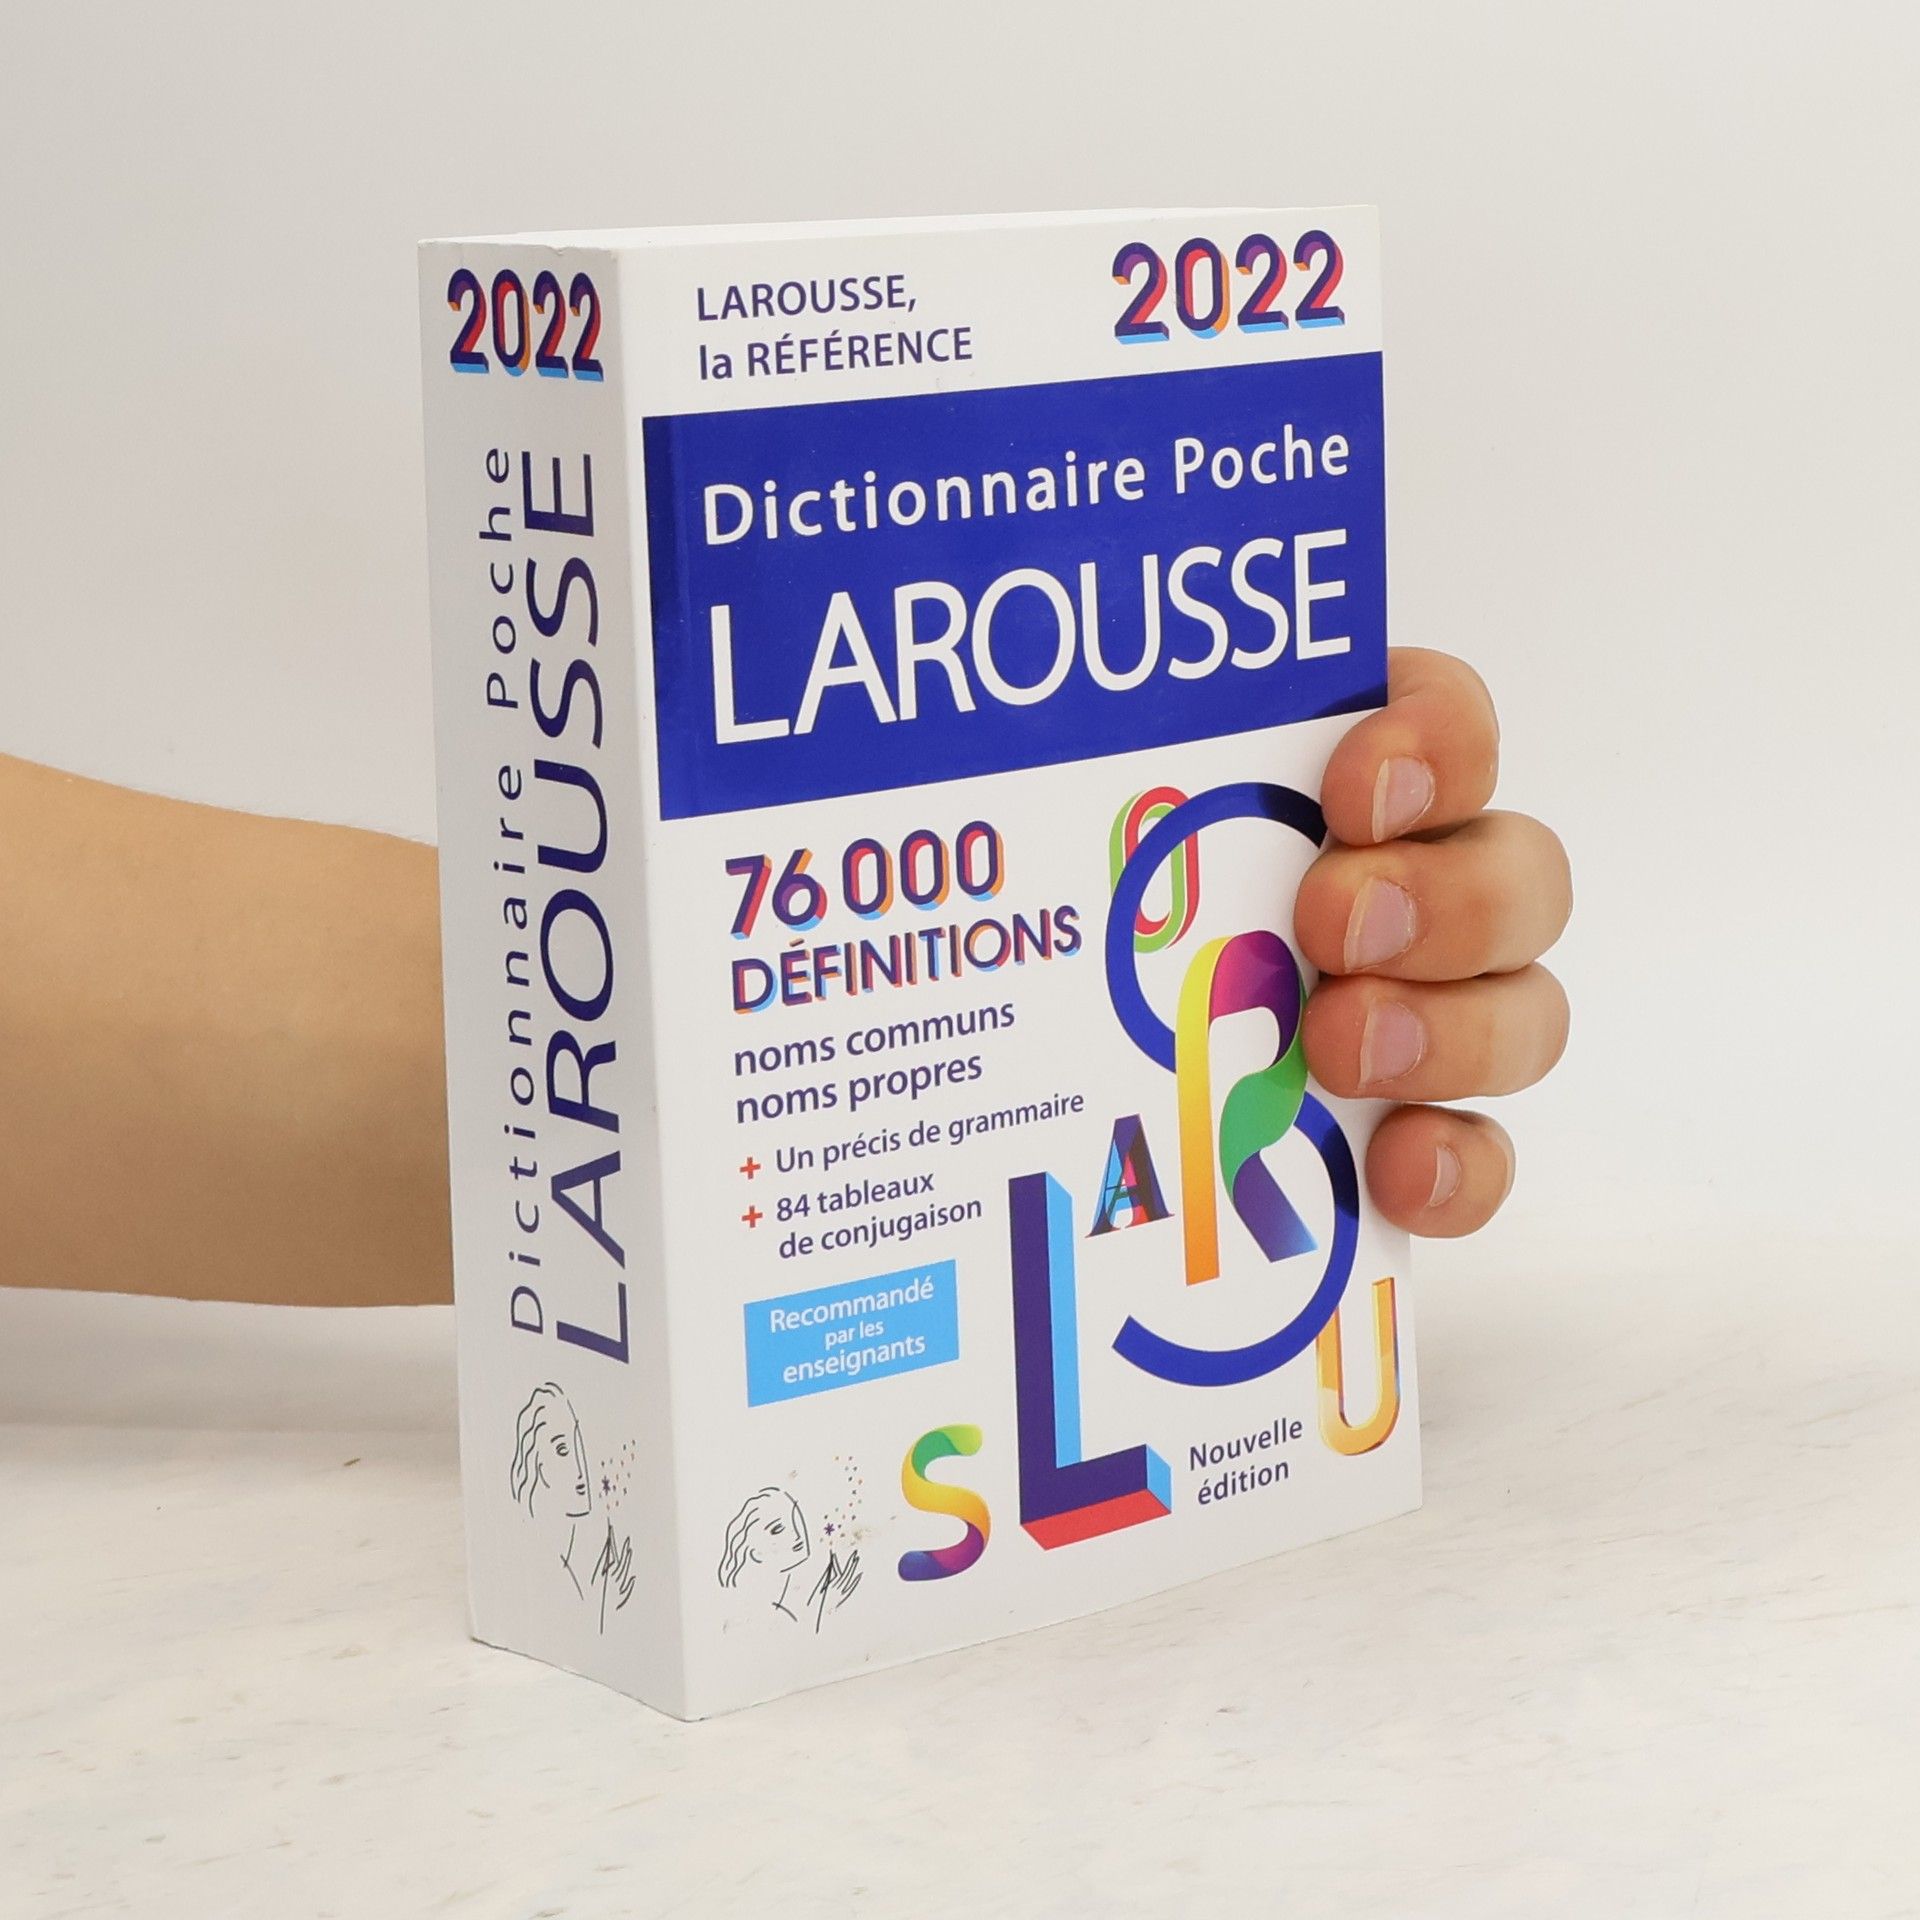 2022
Dictionnaire Poche
LAROUSSE
LAROUSSE,
la RÉFÉRENCE
2022
Dictionnaire Poche
LAROUSSE
76 000
DÉFINITIONS
noms communs
noms propres
+ Un précis de grammaire
+ 84 tableaux
de conjugaison
Recommandé
par les
enseignants
O
S
R
A
L
U
S
Nouvelle
édition